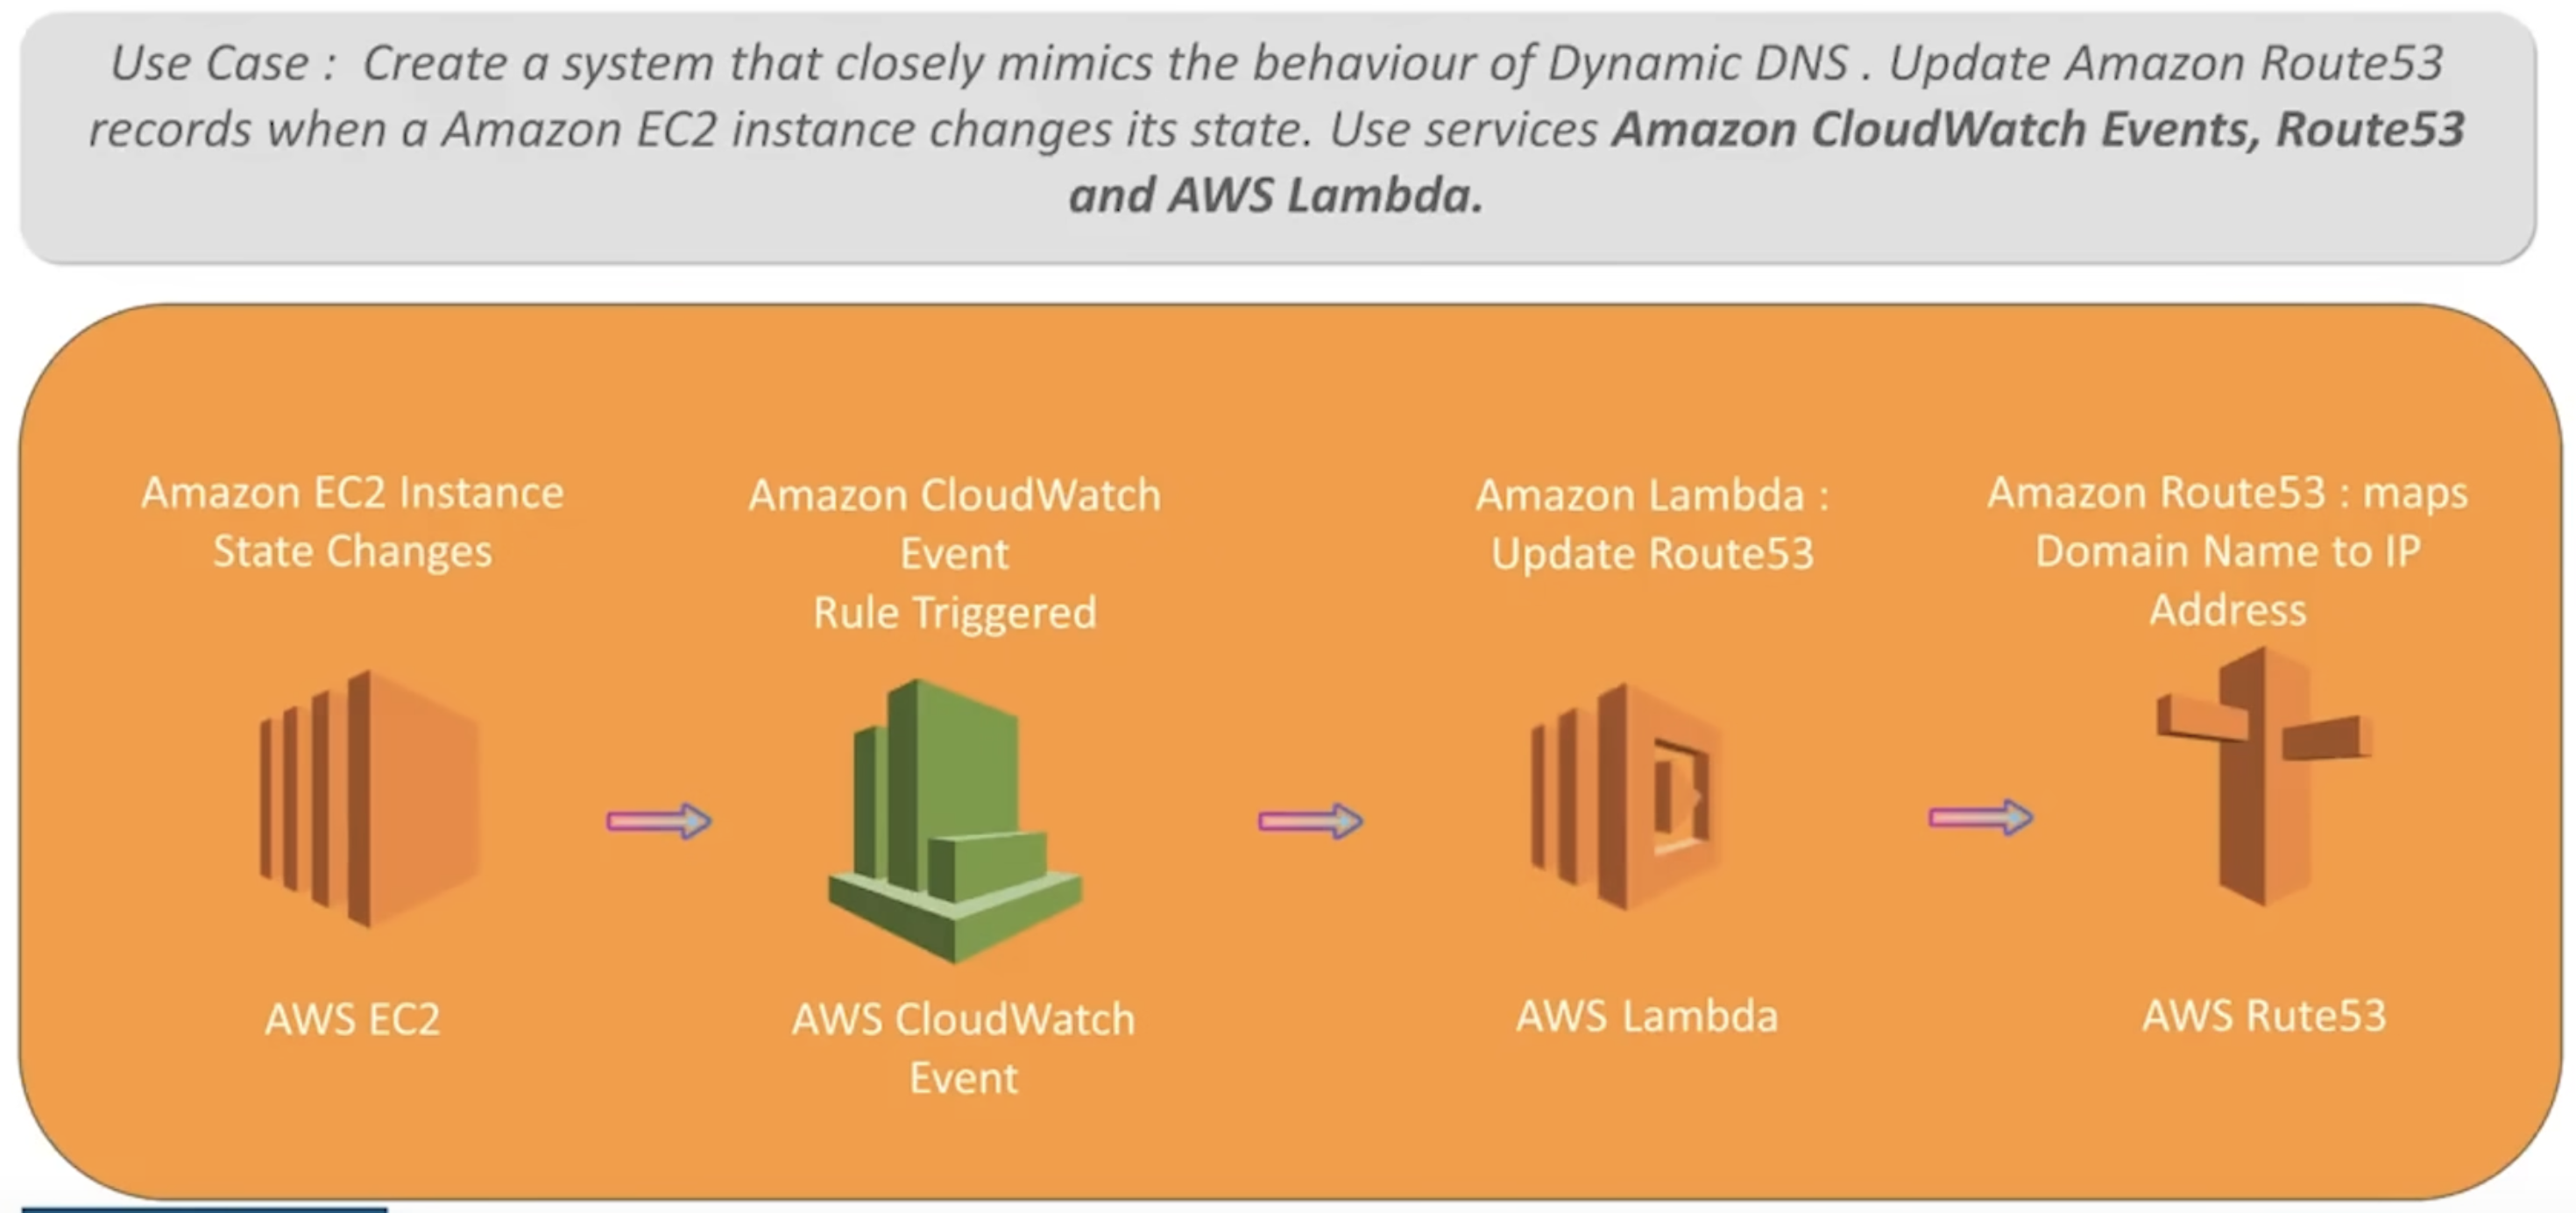 Use Case :  Create a system that closely mimics the behaviour of Dynamic DNS . Update Amazon Route53
records when a Amazon EC2 instance changes its state. Use services Amazon CloudWatch Events, Route53
and AWS Lambda.
Amazon EC2 Instance
State Changes
Amazon CloudWatch
Event
Rule Triggered
Amazon Lambda :
Update Route53
Amazon Route53 : maps
Domain Name to IP
Address
AWS EC2
AWS CloudWatch
Event
AWS Lambda
AWS Rute53